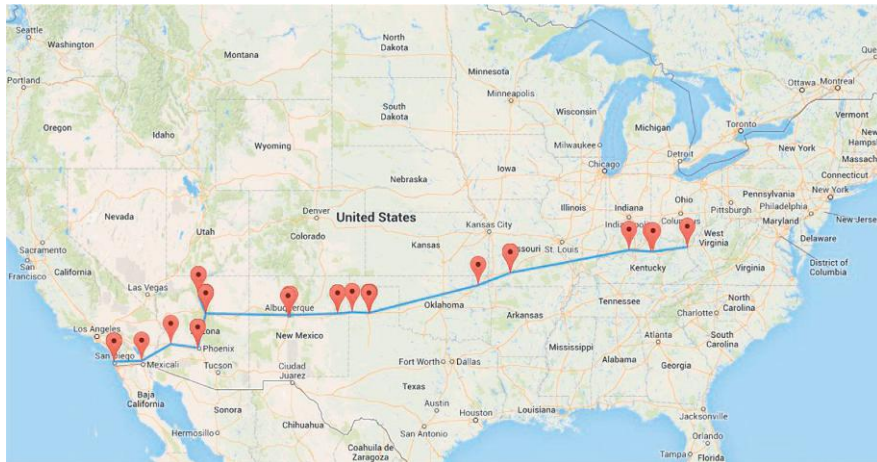 Seattle
Washington
Portland
Oregon
Idaho
Montana
North
Dakota
South
Dakota
Wyoming
Nebraska
Minnesota
Minneapolis
Wisconsin
Iowa
Milwaukee
Chicago
Michigan
Detroit
Toronto
Ottawa
Montreal
Vermont
New York
Massach
Connecticut
New York
Pennsylvania
Pittsburgh
Philadelphia
New Jerse
Maryland
Delaware
District of
Columbia
West
Virginia
Virginia
Ohio
Indiana
Illinois
Kentucky
Tennessee
North
Carolina
Charlotte
South
Carolina
Atlanta
Georgia
Alabama
Mississippi
Jacksonville
Orlando
Tampa
Florida
Nevada
Utah
Denver
Colorado
United States
Kansas
Kansas City
St. Louis
Sacramento
San
Francisco
California
Las Vegas
Los Angeles
San Diego
Mexicali
Phoenix
Tucson
Albuquerque
New Mexico
Oklahoma
Arkansas
Fort Worth
Dallas
Texas
Austin
San Antonio
Houston
Louisiana
Ciudad
Juárez
Baja
California
Sonora
Hermosillo
Chihuahua
Coahuila de
Zaragoza